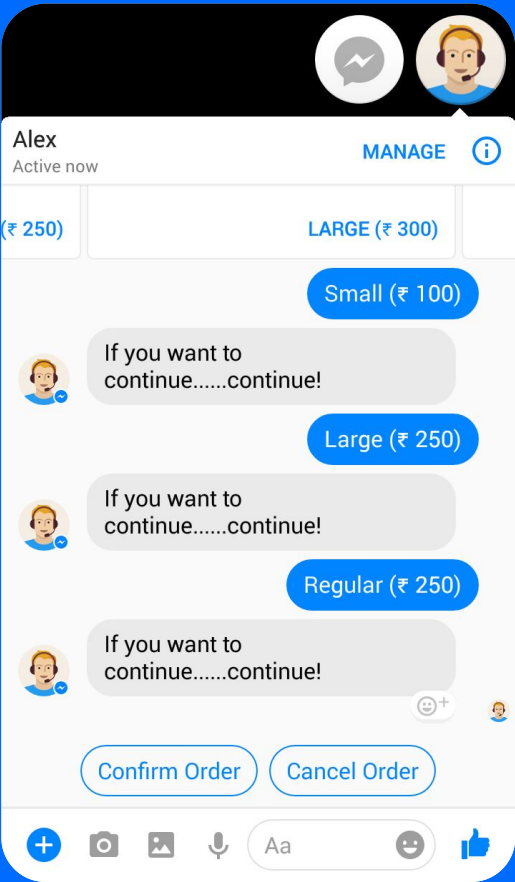 Alex
Active now
MANAGE
(₹ 250)
LARGE (₹ 300)
Small (₹ 100)
If you want to
continue......continue!
Large (₹ 250)
If you want to
continue......continue!
Regular (₹ 250)
If you want to
continue......continue!
Confirm Order
Cancel Order
Aa